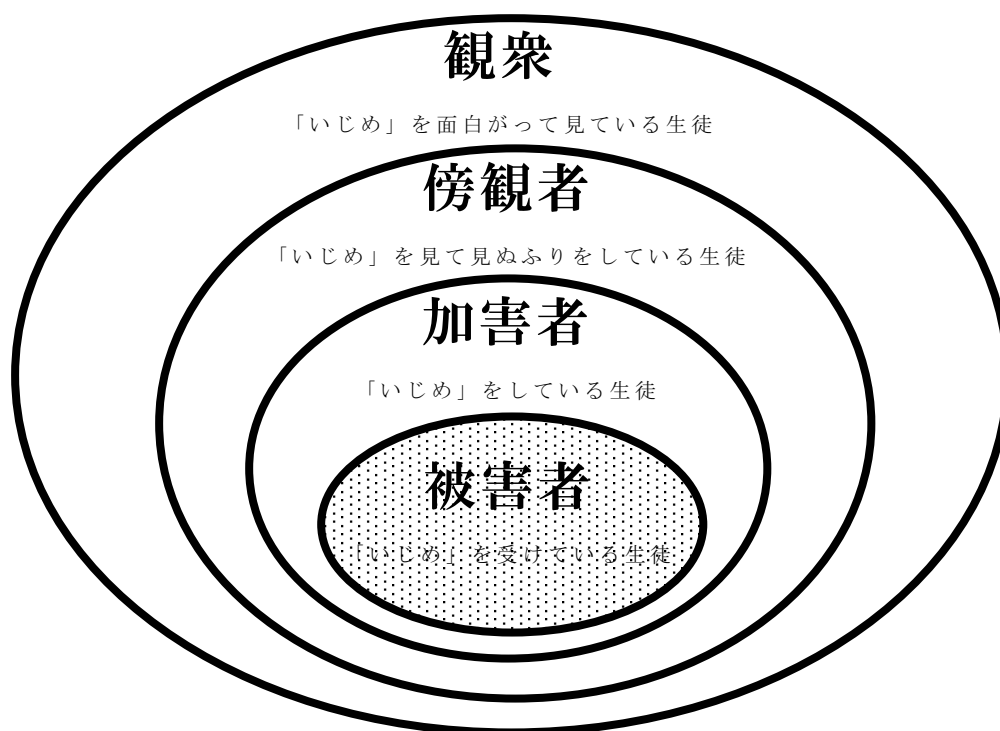 観衆
「いじめ」を面白がって見ている生徒
傍観者
「いじめ」を見て見ぬふりをしている生徒
加害者
「いじめ」をしている生徒
被害者
「いじめ」を受けている生徒